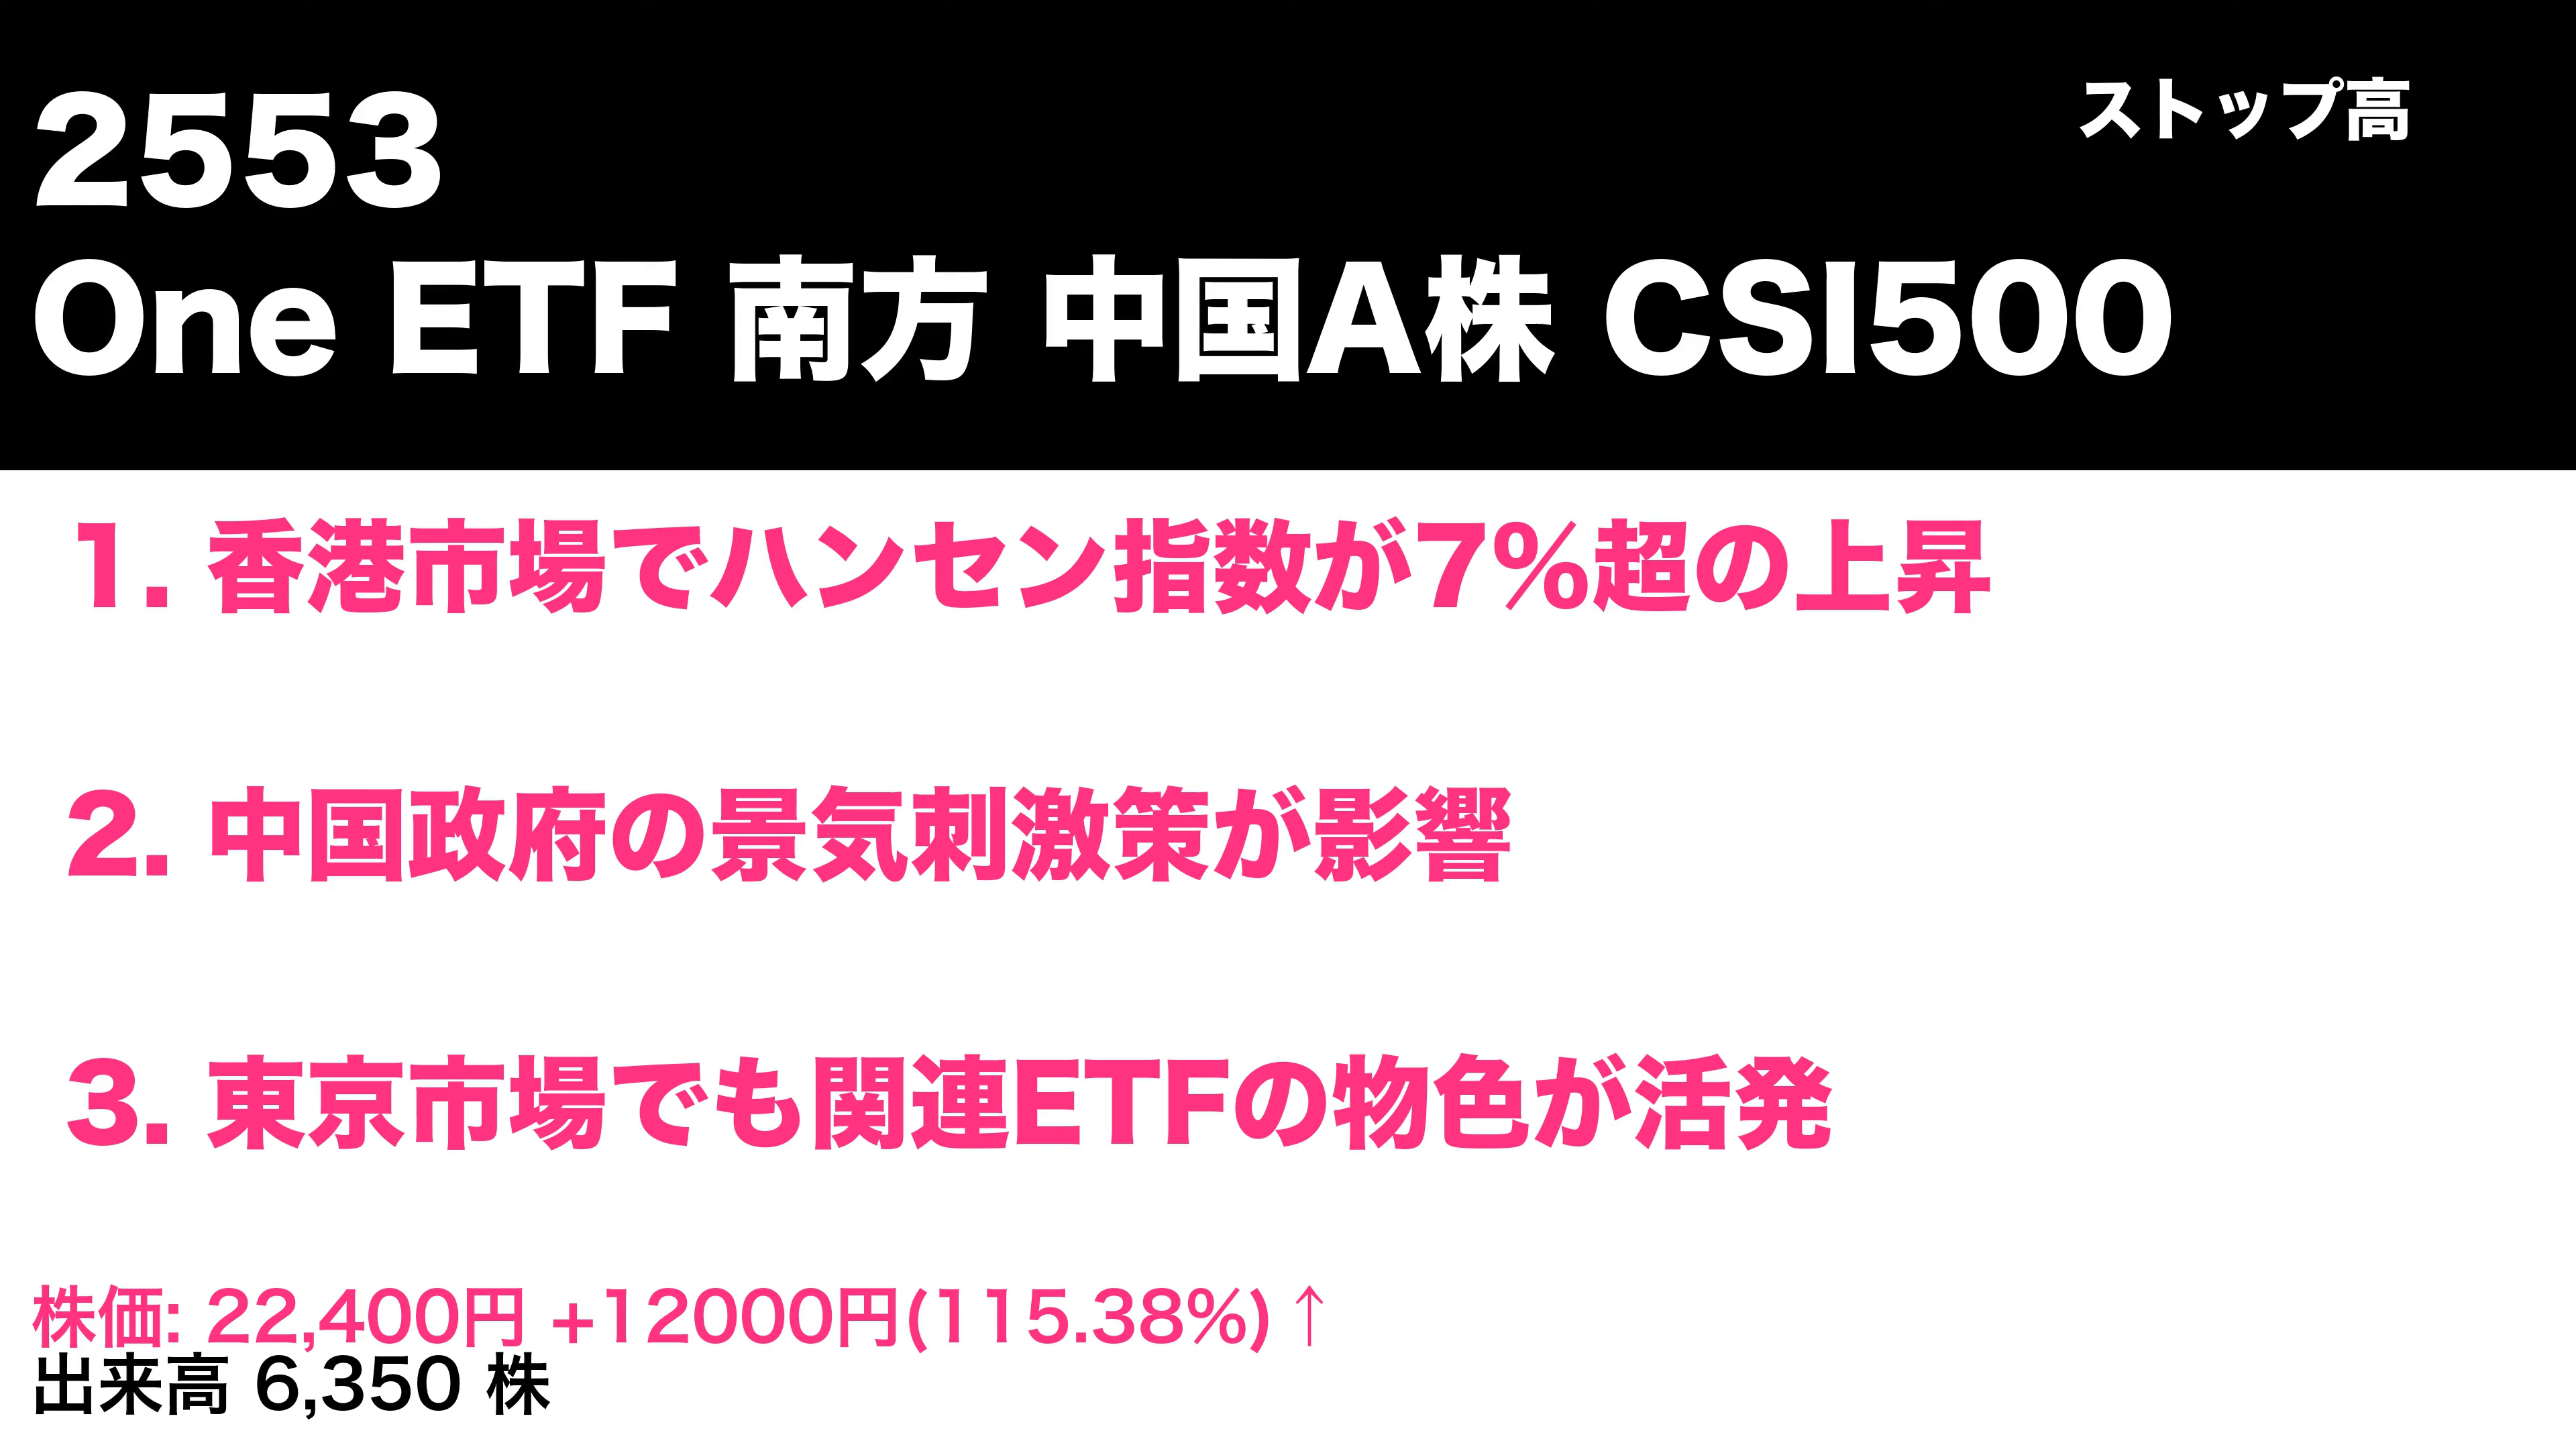 2553
ストップ高
One ETF 南方 中国A株 CSI500
1. 香港市場でハンセン指数が7%超の上昇
2. 中国政府の景気刺激策が影響
3. 東京市場でも関連ETFの物色が活発
株価: 22,400円 +12000円(115.38%)↑
出来高 6,350 株